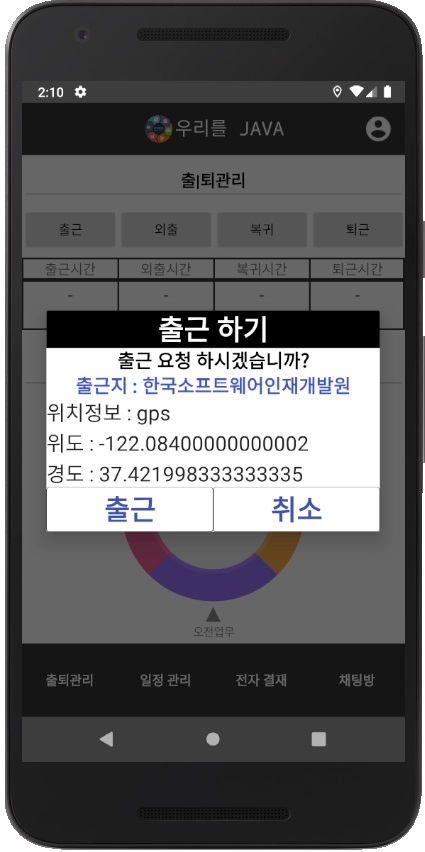 2:10
우리를 JAVA
출|퇴관리
출근 외출 복귀 퇴근
출근시간 외출시간 복귀시간 퇴근시간
- - - -
출근 하기
출근 요청 하시겠습니까?
출근지 : 한국소프트웨어인재개발원
위치정보 : gps
위도 : -122.08400000000002
경도 : 37.421998333333335
출근 취소
오전업무
출퇴관리 일정 관리 전자 결재 채팅방